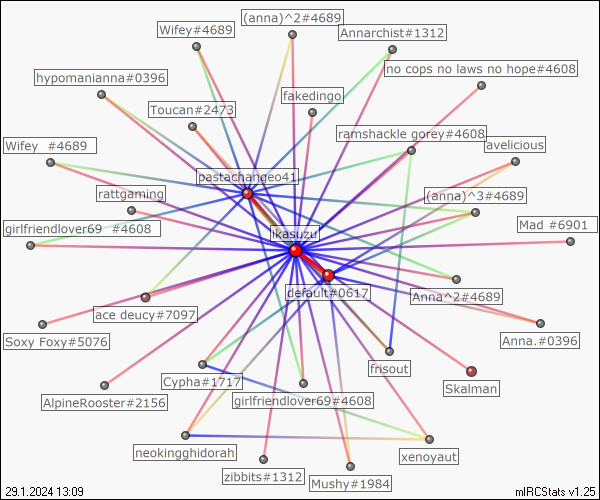 (anna)^2#4689
Wifey#4689
Annarchist#1312
no cops no laws no hope#4608
hypomanianna#0396
fakedingo
Toucan#2473
ramshackle gorey#4608
Wifey  #4689
avelicious
pastachange041
rattgaming
(anna)^3#4689
girlfriendlover69  #4608
ikasuzu
Mad #6901
default#0617
Anna^2#4689
ace deucy#7097
Soxy Foxy#5076
Anna.#0396
frisout
Cypha#1717
Skalman
girlfriendlover69#4608
AlpineRooster#2156
neokingghidorah
xenoyaut
zibbits#1312
Mushy#1984
29.1.2024 13:09
mIRCStats v1.25